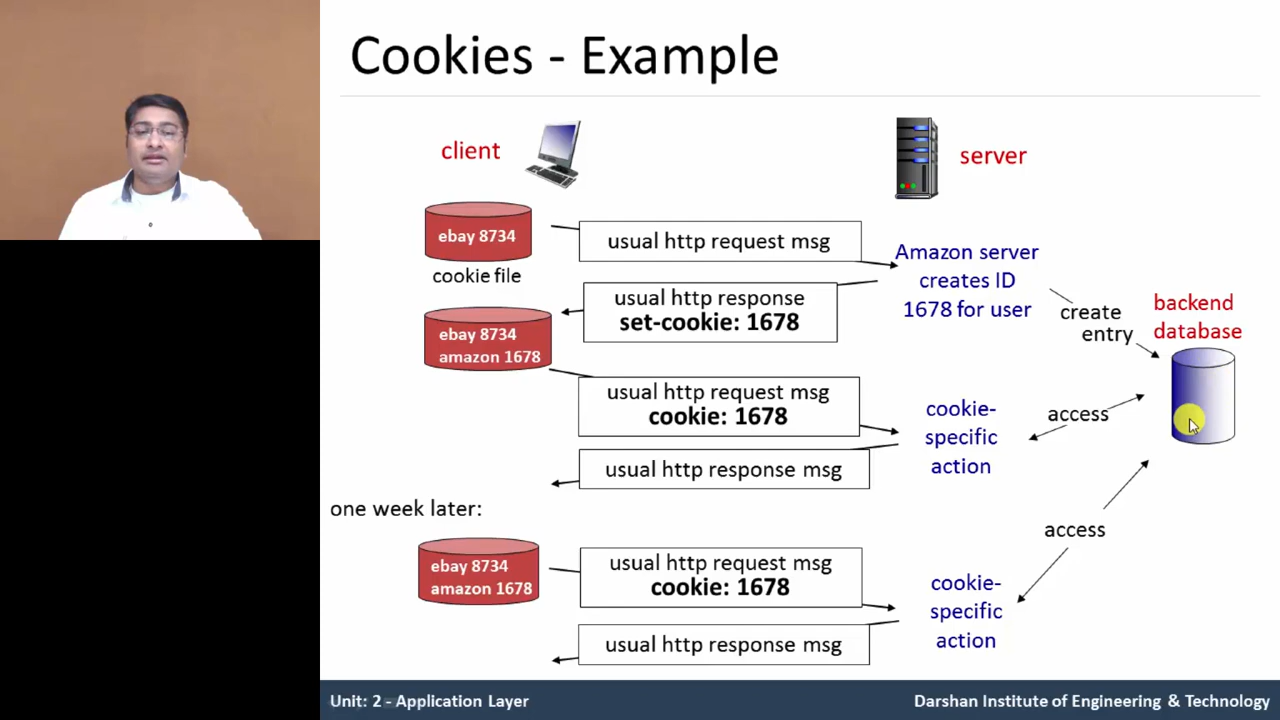 Cookies - Example
client
server
ebay 8734
cookie file
usual http request msg
Amazon server
creates ID
1678 for user
usual http response
set-cookie: 1678
create
entry
backend
database
ebay 8734
amazon 1678
usual http request msg
cookie: 1678
cookie-
specific
action
access
usual http response msg
one week later:
access
ebay 8734
amazon 1678
usual http request msg
cookie: 1678
cookie-
specific
action
usual http response msg
Unit: 2 - Application Layer
Darshan Institute of Engineering & Technology